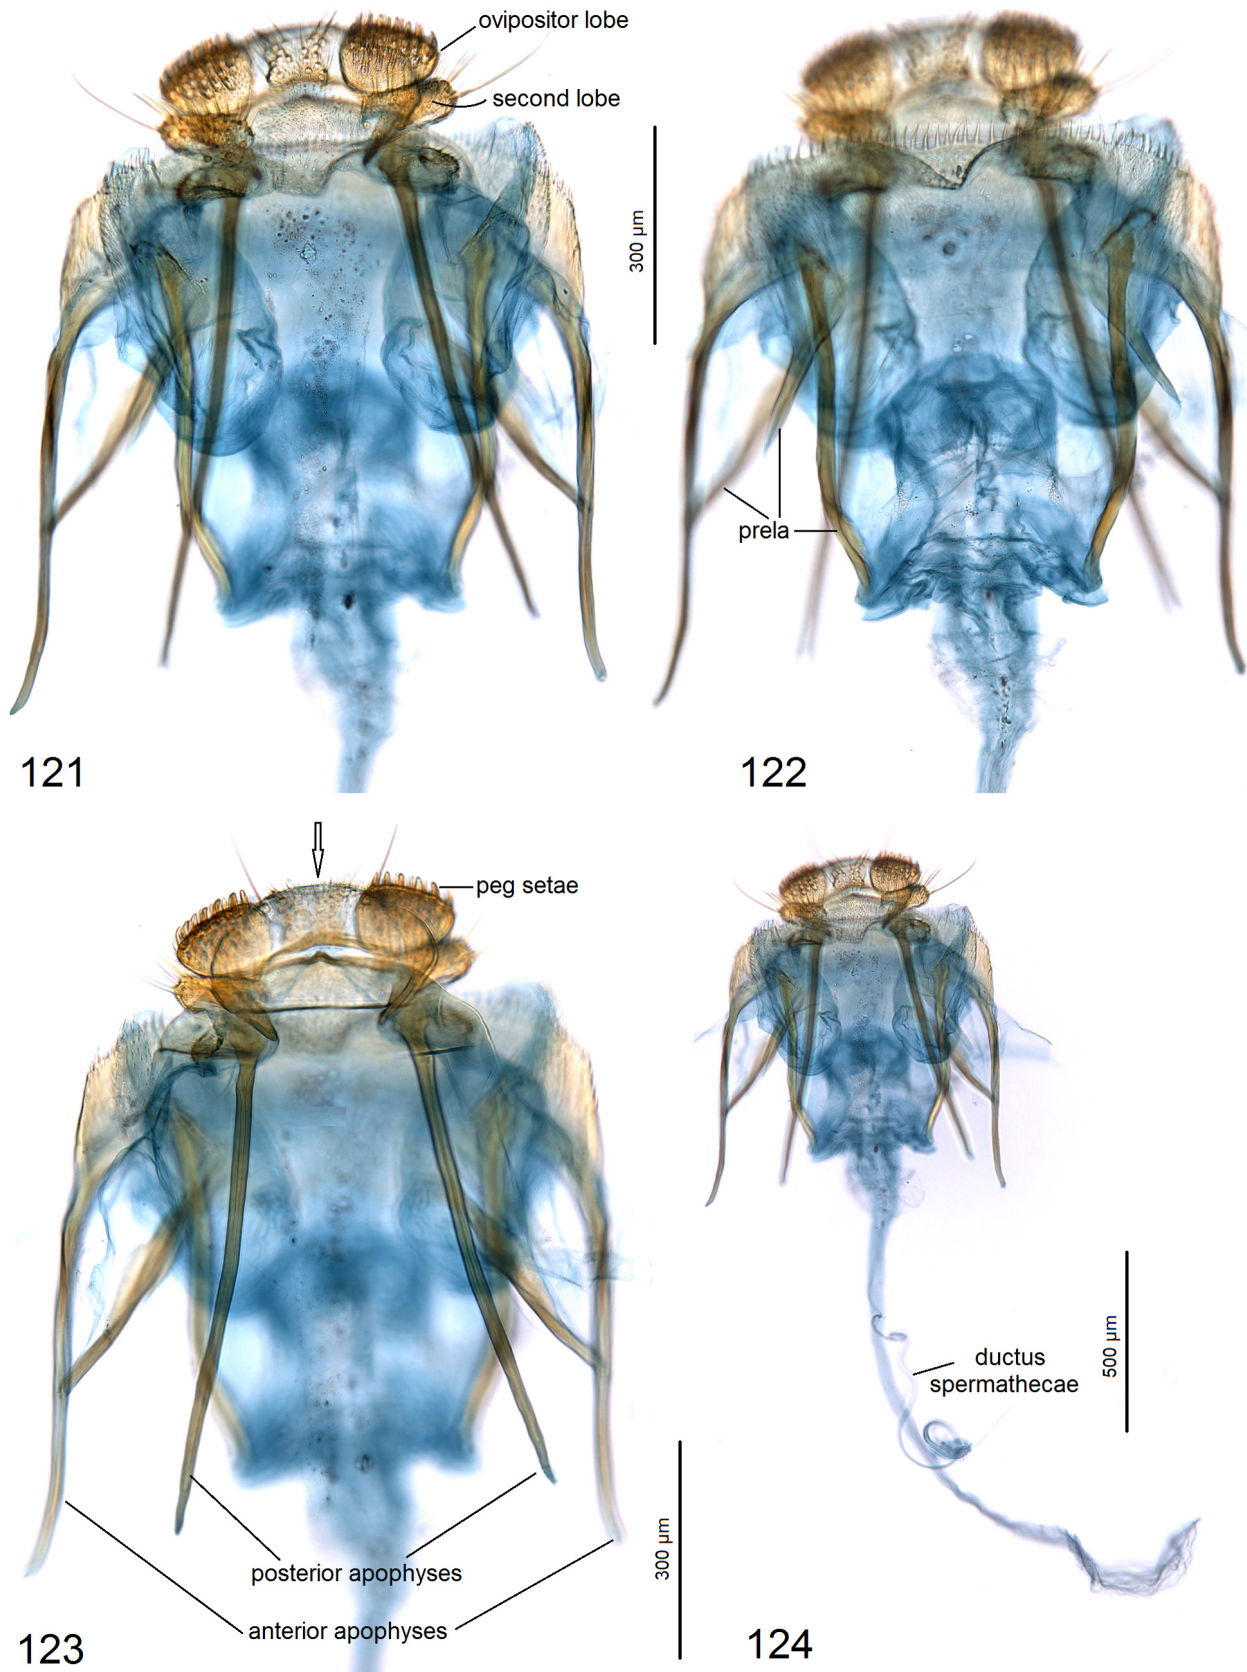 ovipositor lobe
second lobe
300 µm
prela
121
122
peg setae
ductus
spermathecae
500 µm
300 µm
posterior apophyses
anterior apophyses
123
124